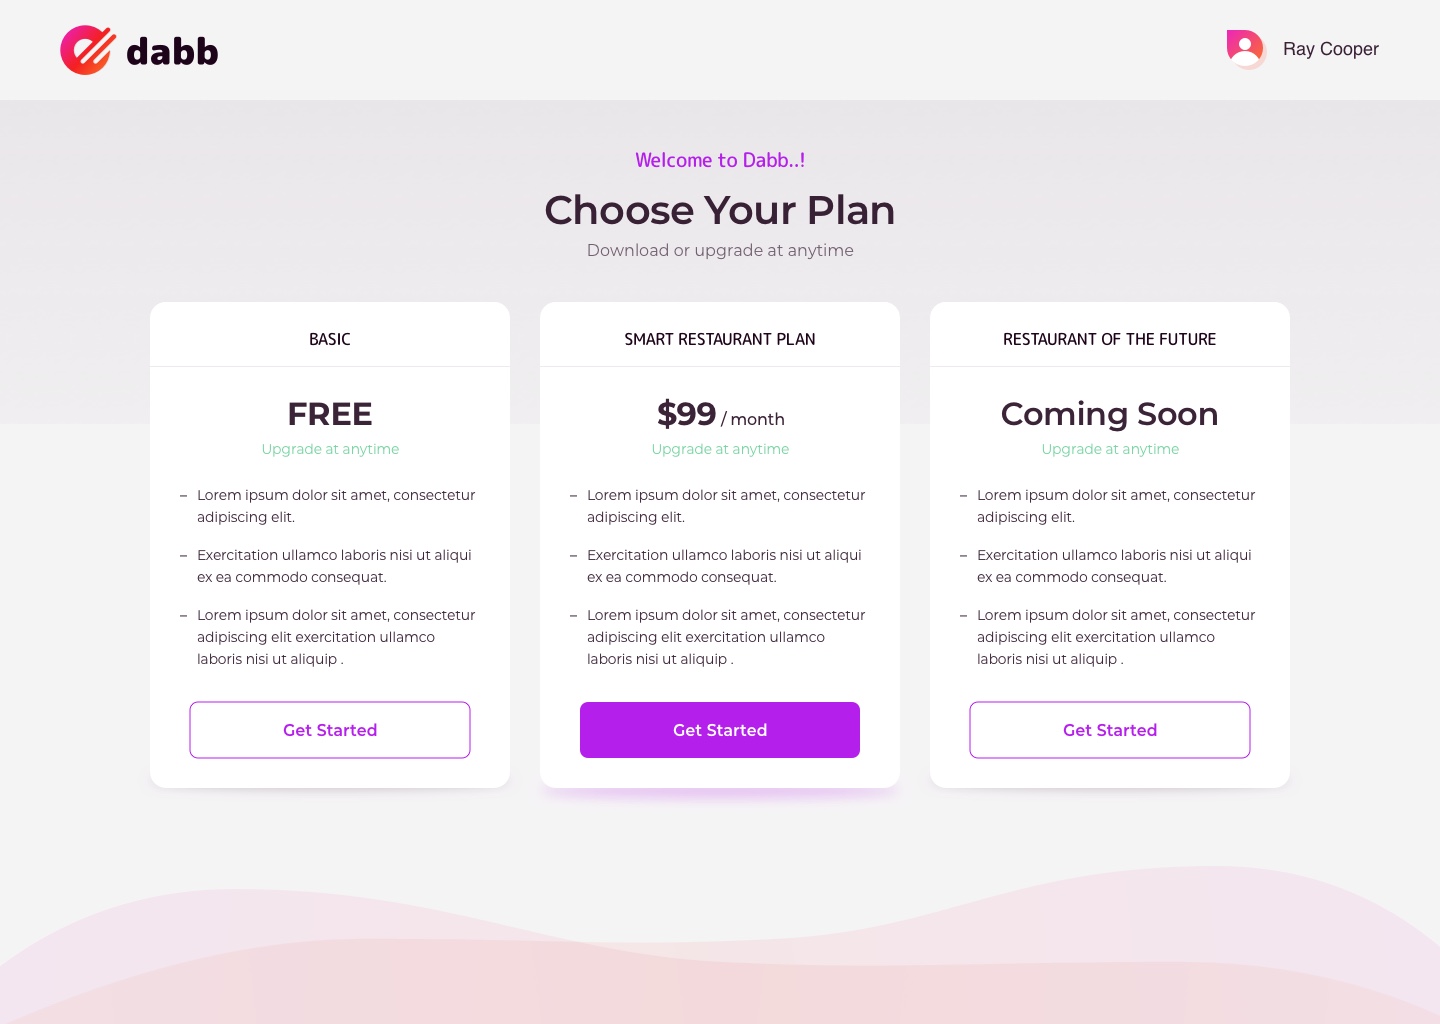 dabb
Ray Cooper
Welcome to Dabb..!
Choose Your Plan
Download or upgrade at anytime
BASIC
FREE
Upgrade at anytime
– Lorem ipsum dolor sit amet, consectetur
adipiscing elit.
– Exercitation ullamco laboris nisi ut aliqui
ex ea commodo consequat.
– Lorem ipsum dolor sit amet, consectetur
adipiscing elit exercitation ullamco
laboris nisi ut aliquip .
Get Started
SMART RESTAURANT PLAN
$99 / month
Upgrade at anytime
– Lorem ipsum dolor sit amet, consectetur
adipiscing elit.
– Exercitation ullamco laboris nisi ut aliqui
ex ea commodo consequat.
– Lorem ipsum dolor sit amet, consectetur
adipiscing elit exercitation ullamco
laboris nisi ut aliquip .
Get Started
RESTAURANT OF THE FUTURE
Coming Soon
Upgrade at anytime
– Lorem ipsum dolor sit amet, consectetur
adipiscing elit.
– Exercitation ullamco laboris nisi ut aliqui
ex ea commodo consequat.
– Lorem ipsum dolor sit amet, consectetur
adipiscing elit exercitation ullamco
laboris nisi ut aliquip .
Get Started